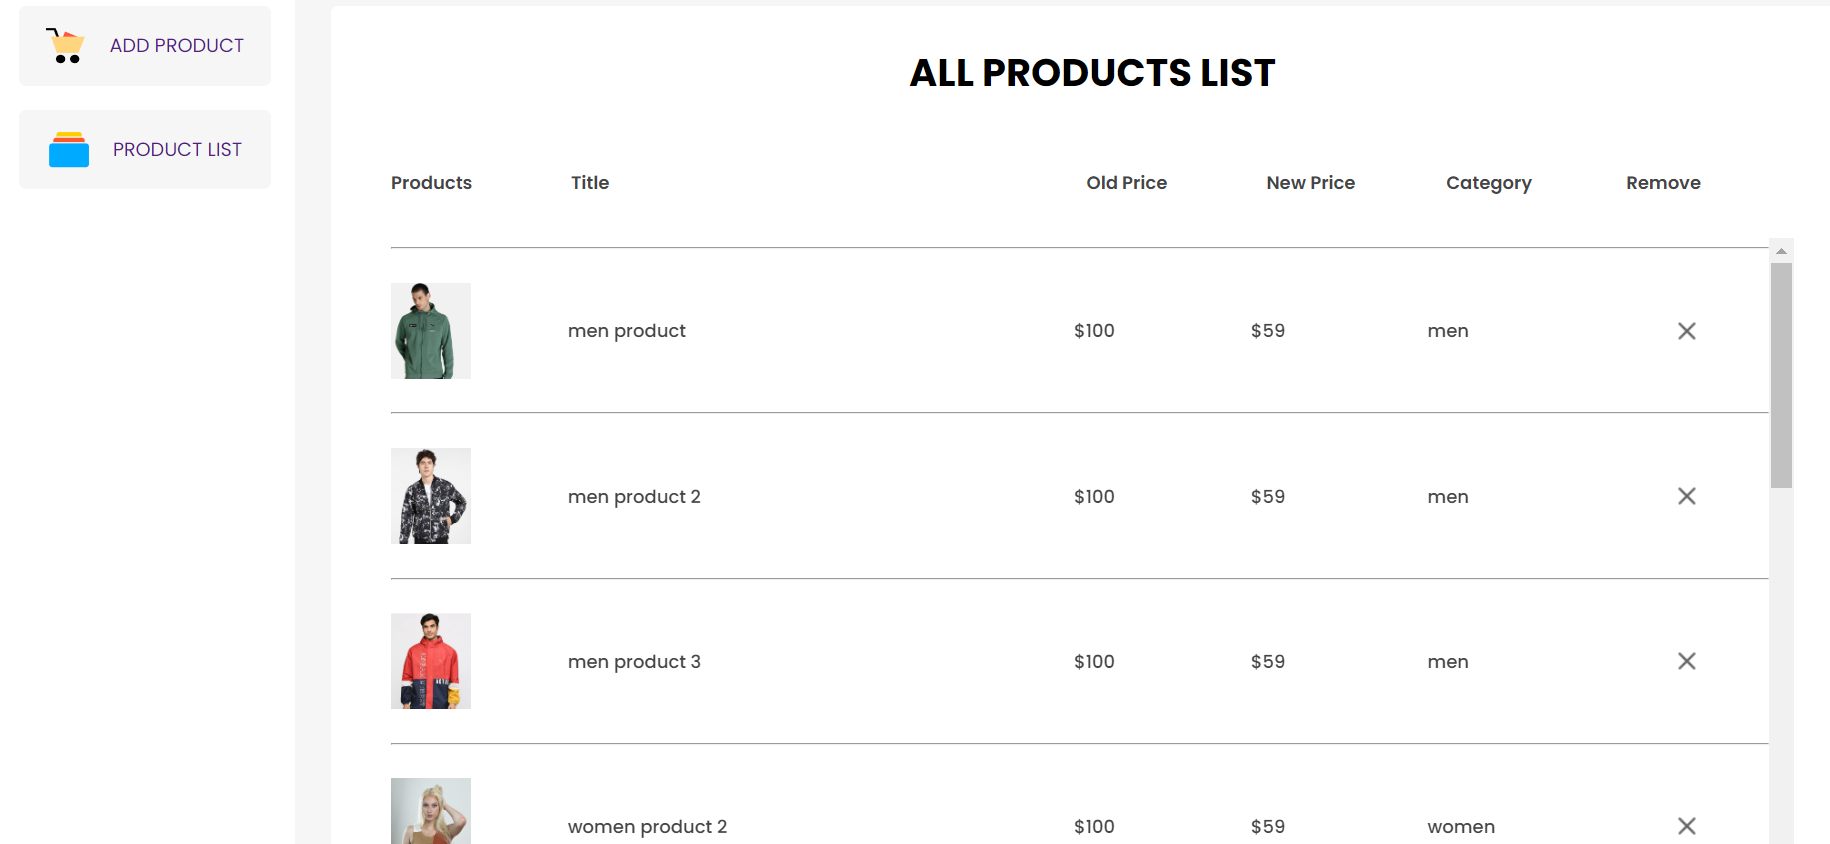 ADD PRODUCT
PRODUCT LIST
ALL PRODUCTS LIST
Products Title Old Price New Price Category Remove
men product $100 $59 men
men product 2 $100 $59 men
men product 3 $100 $59 men
women product 2 $100 $59 women